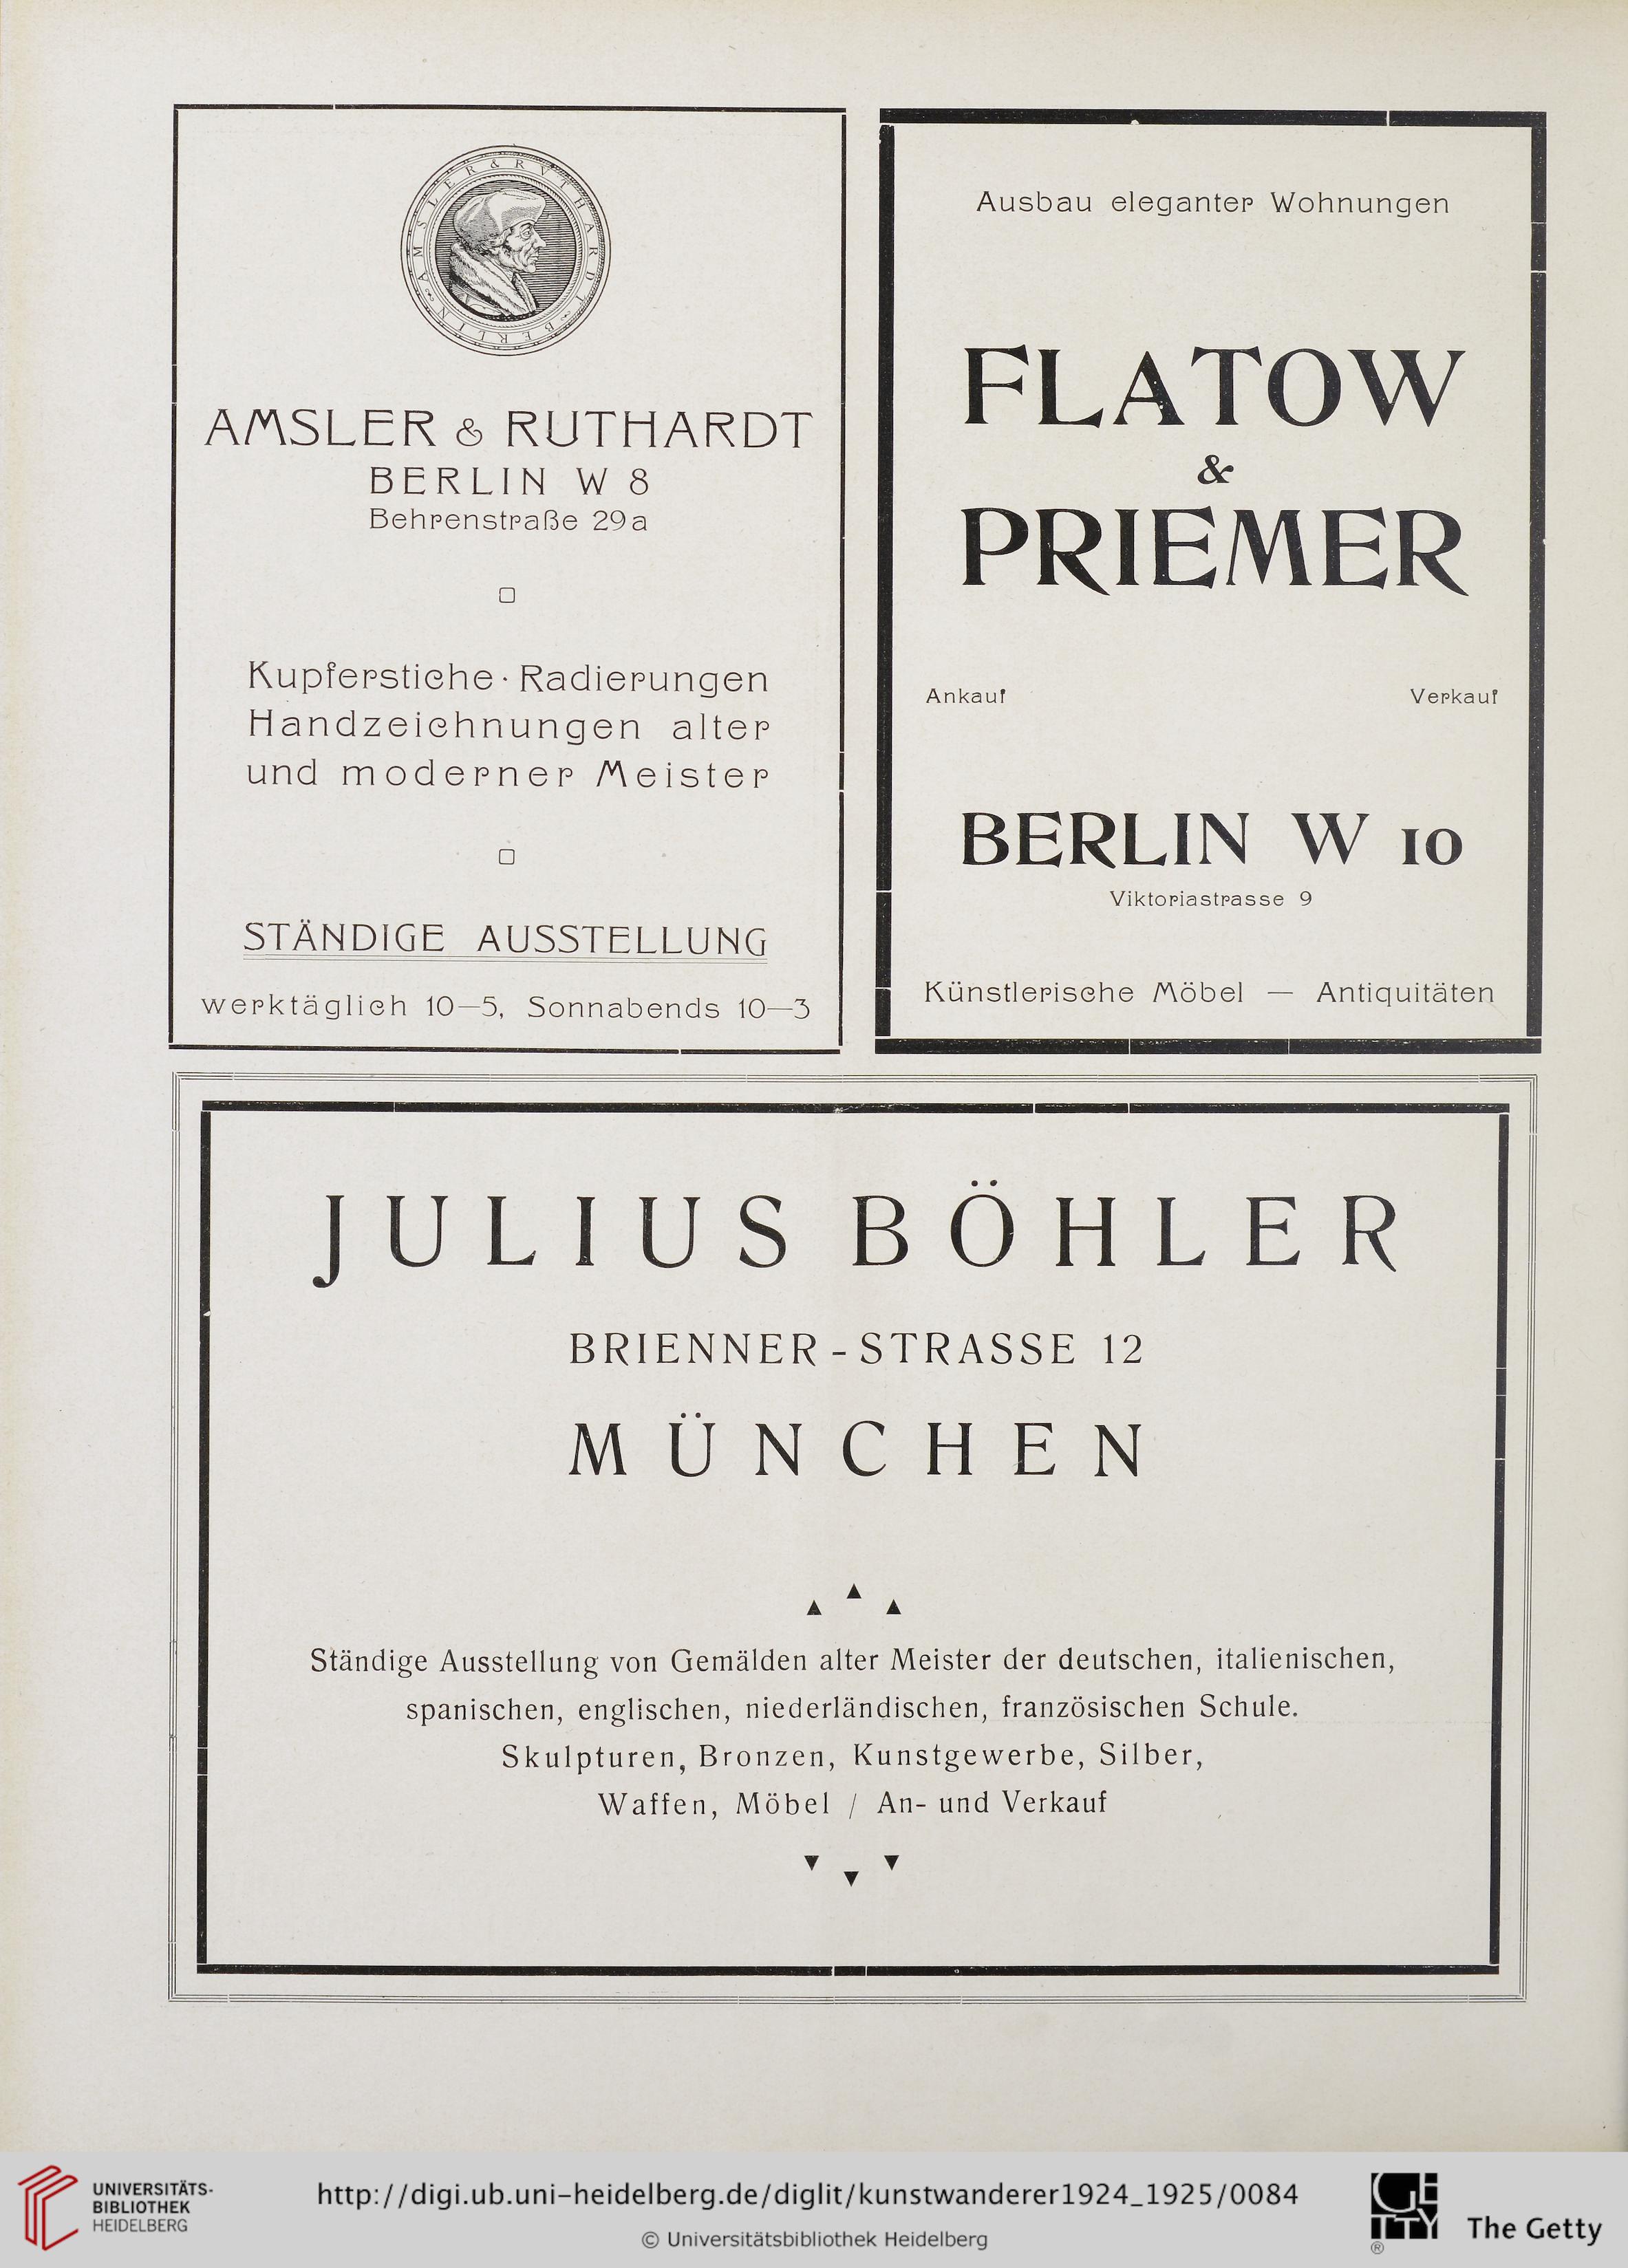 AMSLER & RVTHARDT · BERLIN
AMSLER & RUTHARDT
BERLIN W 8
Behrenstraße 29a
Kupferstiche · Radierungen
Handzeichnungen alter
und moderner Meister
STÄNDIGE AUSSTELLUNG
werktäglich 10—5, Sonnabends 10—3
Ausbau eleganter Wohnungen
FLATOW
&
PRIEMER
Ankauf Verkauf
BERLIN W 10
Viktoriastrasse 9
Künstlerische Möbel — Antiquitäten
JULIUS BÖHLER
BRIENNER-STRASSE 12
MÜNCHEN
Ständige Ausstellung von Gemälden alter Meister der deutschen, italienischen,
spanischen, englischen, niederländischen, französischen Schule.
Skulpturen, Bronzen, Kunstgewerbe, Silber,
Waffen, Möbel / An- und Verkauf
UNIVERSITÄTS-
BIBLIOTHEK
HEIDELBERG
http://digi.ub.uni-heidelberg.de/diglit/kunstwanderer1924_1925/0084
© Universitätsbibliothek Heidelberg
GETTY
®
The Getty